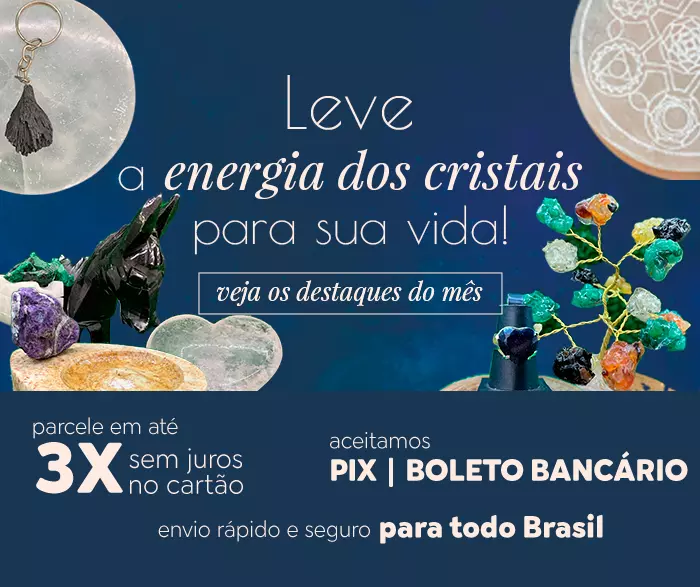 Leve
a energia dos cristais
para sua vida!
veja os destaques do mês
parcele em até
3X sem juros
no cartão
aceitamos
PIX | BOLETO BANCÁRIO
envio rápido e seguro para todo Brasil